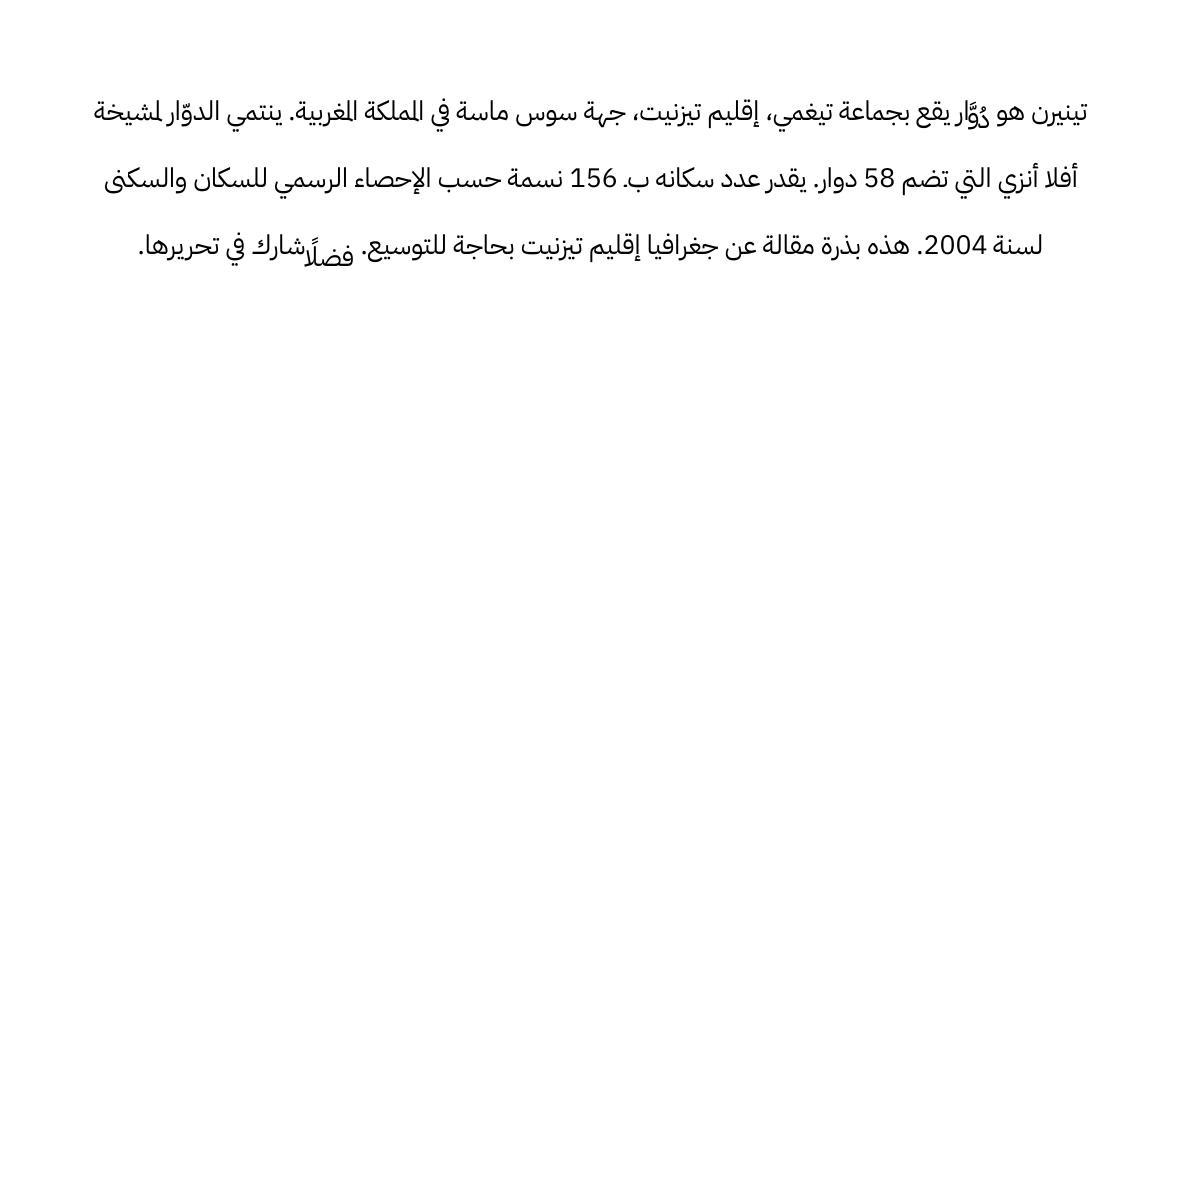 تينيرن هو دُوَّار يقع بجماعة تيغمي، إقليم تيزنيت، جهة سوس ماسة في المملكة المغربية. ينتمي الدوّار لمشيخة
أفلا أنزي التي تضم 58 دوار. يقدر عدد سكانه بـ 156 نسمة حسب الإحصاء الرسمي للسكان والسكنى
لسنة 2004. هذه بذرة مقالة عن جغرافيا إقليم تيزنيت بحاجة للتوسيع. فضلًا شارك في تحريرها.